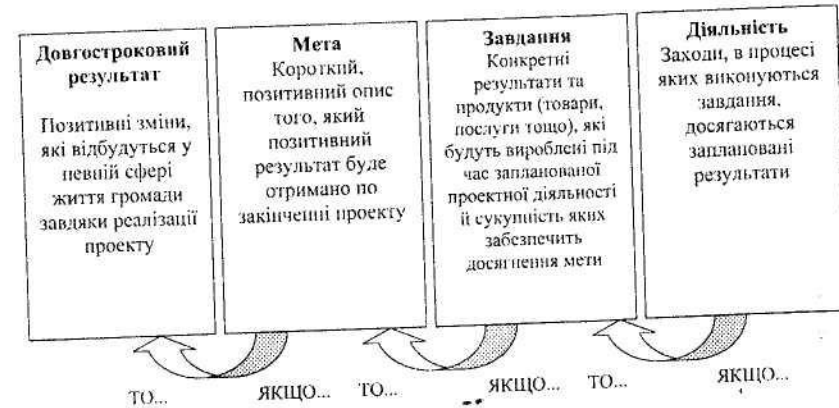 Довгостроковий
результат
Позитивні зміни,
які відбудуться у
певній сфері
життя громади
завдяки реалізації
проекту
Мета
Короткий,
позитивний опис
того, який
позитивний
результат буде
отримано по
закінченні проекту
Завдання
Конкретні
результати та
продукти (товари,
послуги тощо), які
будуть вироблені під
час запланованої
проектної діяльності
й сукупність яких
забезпечить
досягнення мети
Діяльність
Заходи, в процесі
яких виконуються
завдання,
досягаються
заплановані
результати
ТО... ЯКЩО... ТО... ЯКЩО... ТО... ЯКЩО...